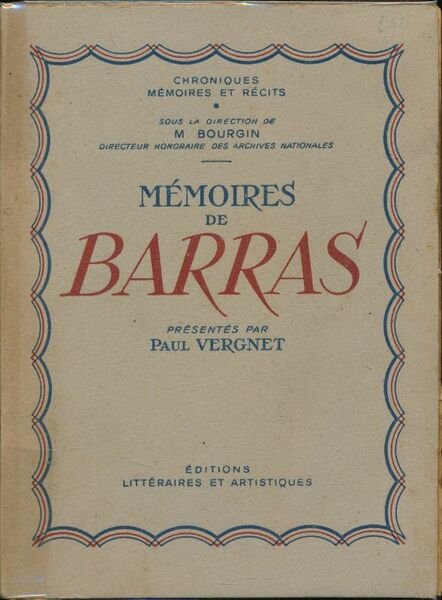 CHRONIQUES
MÉMOIRES ET RÉCITS
SOUS LA DIRECTION DE
M BOURGIN
DIRECTEUR HONORAIRE DES ARCHIVES NATIONALES
MÉMOIRES
DE
BARRAS
PRÉSENTÉS PAR
PAUL VERGNET
ÉDITIONS
LITTÉRAIRES ET ARTISTIQUES